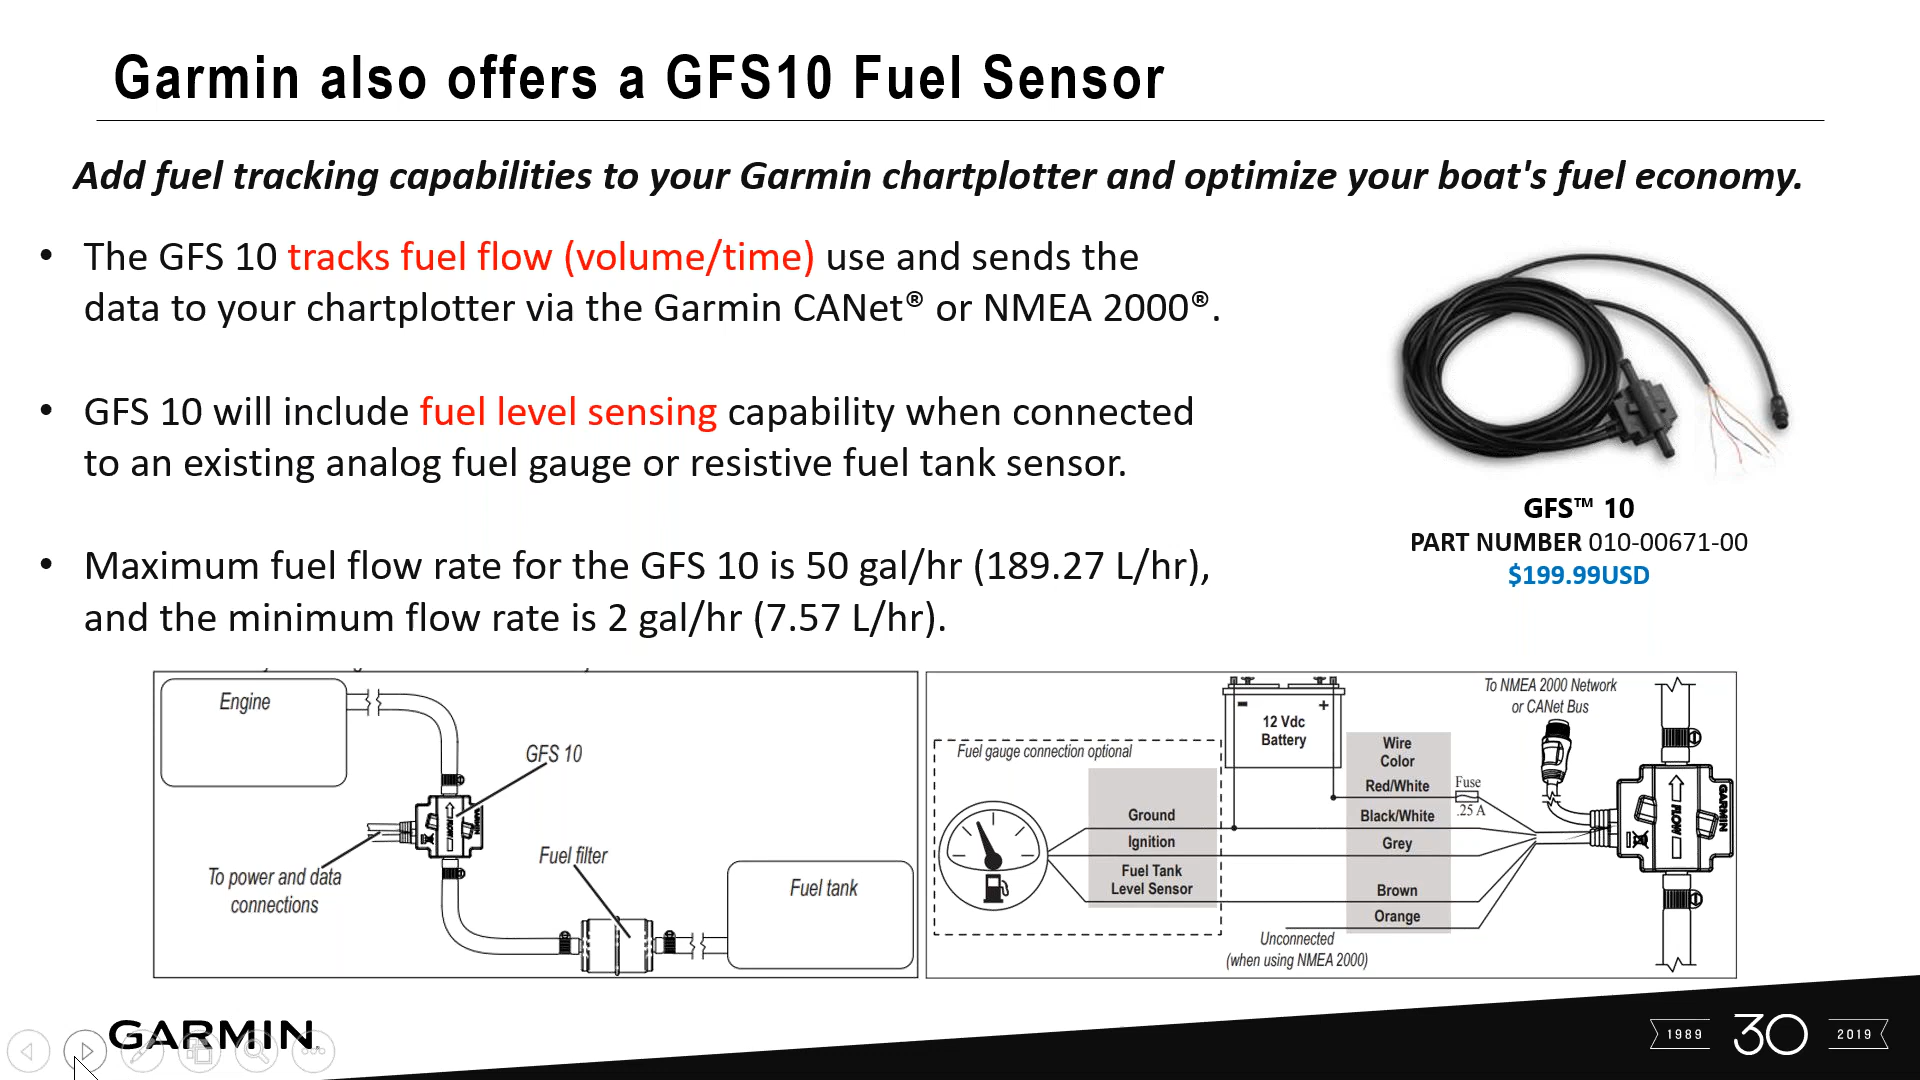 Garmin also offers a GFS10 Fuel Sensor
Add fuel tracking capabilities to your Garmin chartplotter and optimize your boat's fuel economy.
• The GFS 10 tracks fuel flow (volume/time) use and sends the
data to your chartplotter via the Garmin CANet® or NMEA 2000®.
• GFS 10 will include fuel level sensing capability when connected
to an existing analog fuel gauge or resistive fuel tank sensor.
• Maximum fuel flow rate for the GFS 10 is 50 gal/hr (189.27 L/hr),
and the minimum flow rate is 2 gal/hr (7.57 L/hr).
GFS™ 10
PART NUMBER 010-00671-00
$199.99USD
Engine
GFS 10
FLOW
GARMIN
To power and data
connections
Fuel filter
Fuel tank
Fuel gauge connection optional
Ground
Ignition
Fuel Tank
Level Sensor
- +
12 Vdc
Battery
Wire
Color
Red/White
Black/White
Grey
Brown
Orange
Fuse
.25 A
Unconnected
(when using NMEA 2000)
To NMEA 2000 Network
or CANet Bus
FLOW
GARMIN
GARMIN.
1989
30
2019